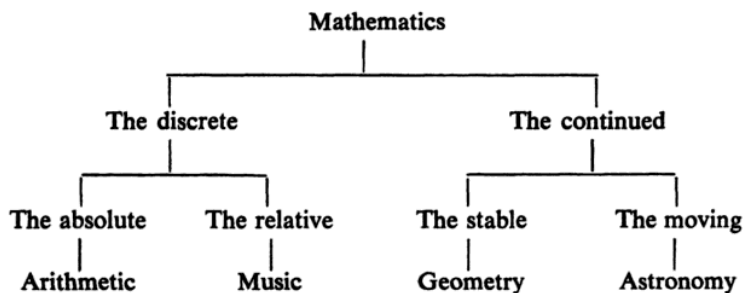 Mathematics
The discrete The continued
The absolute The relative The stable The moving
Arithmetic Music Geometry Astronomy